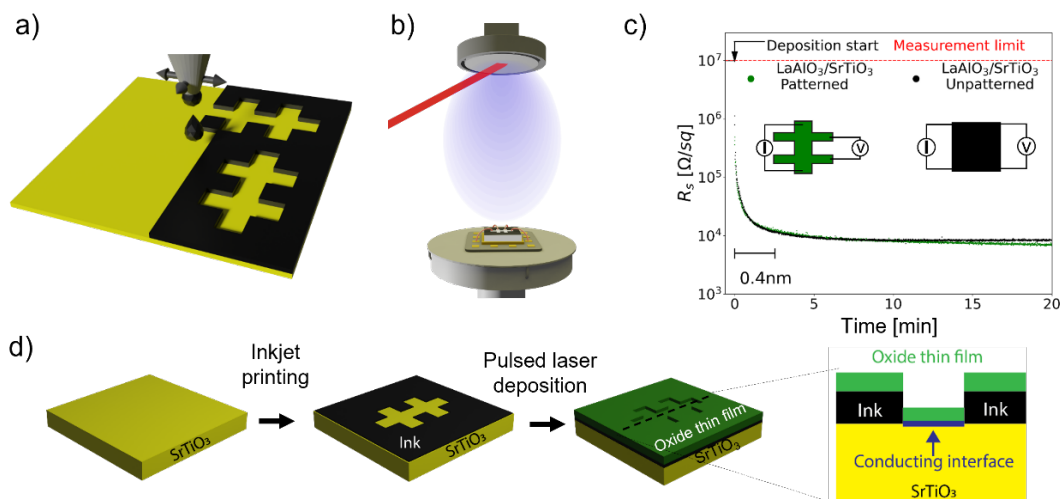 a)
b)
c)
Deposition start
Measurement limit
LaAlO₃/SrTiO₃
Patterned
LaAlO₃/SrTiO₃
Unpatterned
I
V
I
V
Rₛ [Ω/sq]
10⁷
10⁶
10⁵
10⁴
10³
0.4nm
0
5
10
15
20
Time [min]
d)
Inkjet
printing
Pulsed laser
deposition
SrTiO₃
Ink
SrTiO₃
Oxide thin film
SrTiO₃
Oxide thin film
Ink
Ink
Conducting interface
SrTiO₃